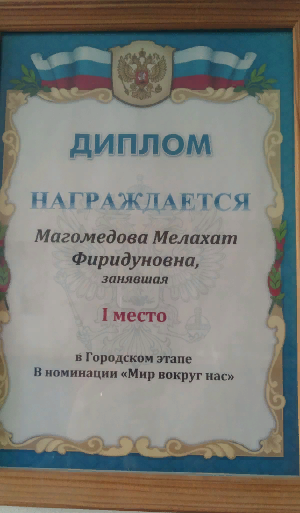 ДИПЛОМ
НАГРАЖДАЕТСЯ
Магомедова Мелахат
Фиридуновна,
занявшая
I место
в Городском этапе
В номинации «Мир вокруг нас»